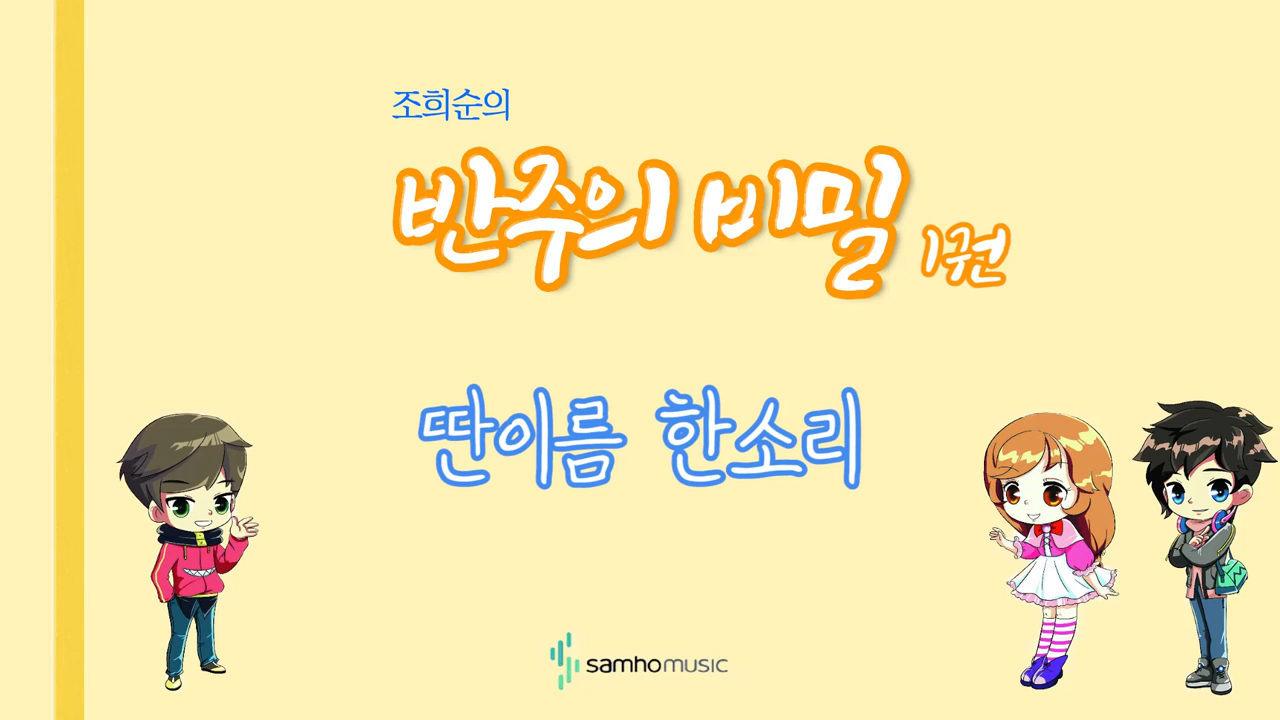 조희순의
반주의 비밀 1권
딴이름 한소리
samhomusic